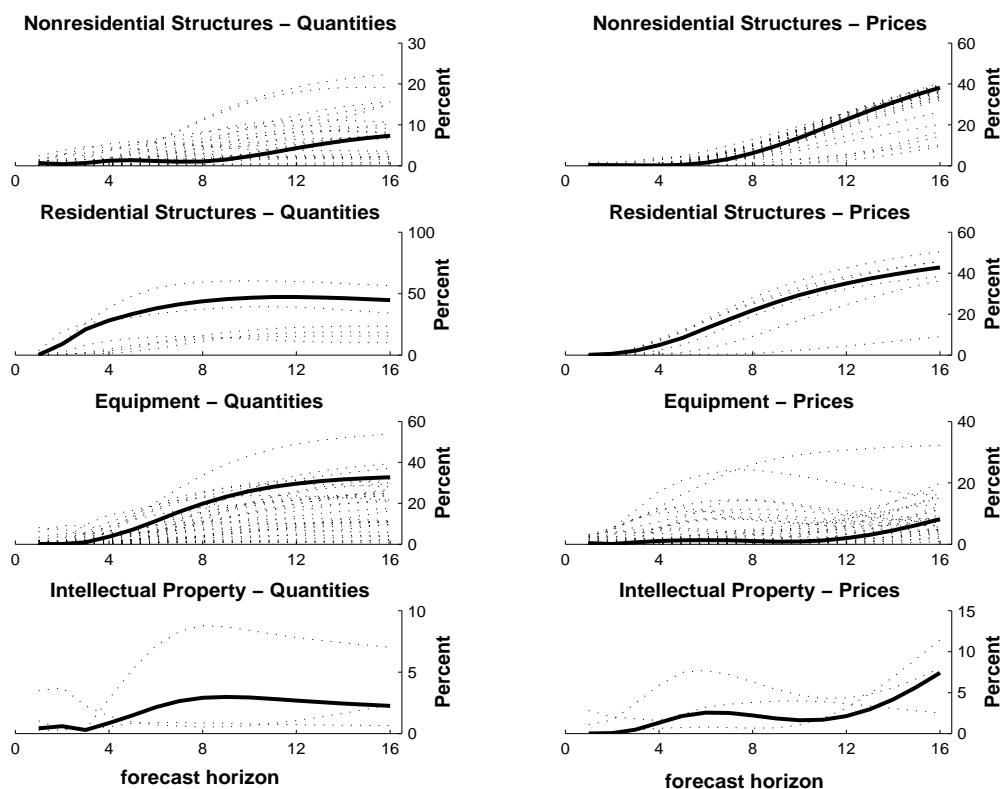 Nonresidential Structures – Quantities
30
20
10
0
Percent
0 4 8 12 16
Nonresidential Structures – Prices
60
40
20
0
Percent
0 4 8 12 16
Residential Structures – Quantities
100
50
0
Percent
0 4 8 12 16
Residential Structures – Prices
60
40
20
0
Percent
0 4 8 12 16
Equipment – Quantities
60
40
20
0
Percent
0 4 8 12 16
Equipment – Prices
40
20
0
Percent
0 4 8 12 16
Intellectual Property – Quantities
10
5
0
Percent
0 4 8 12 16
forecast horizon
Intellectual Property – Prices
15
10
5
0
Percent
0 4 8 12 16
forecast horizon